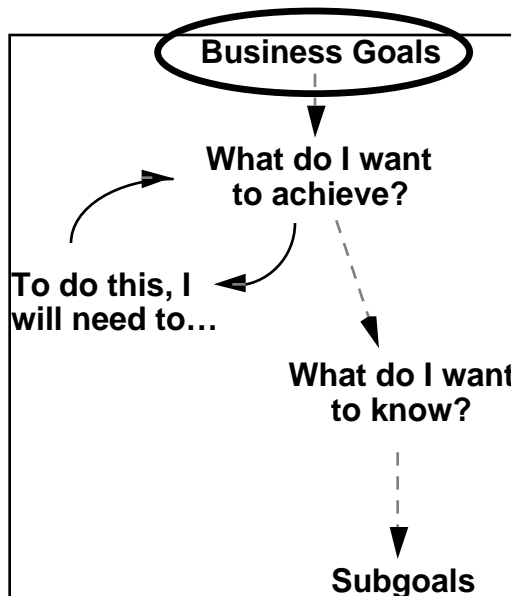 Business Goals
What do I want
to achieve?
To do this, I
will need to…
What do I want
to know?
Subgoals